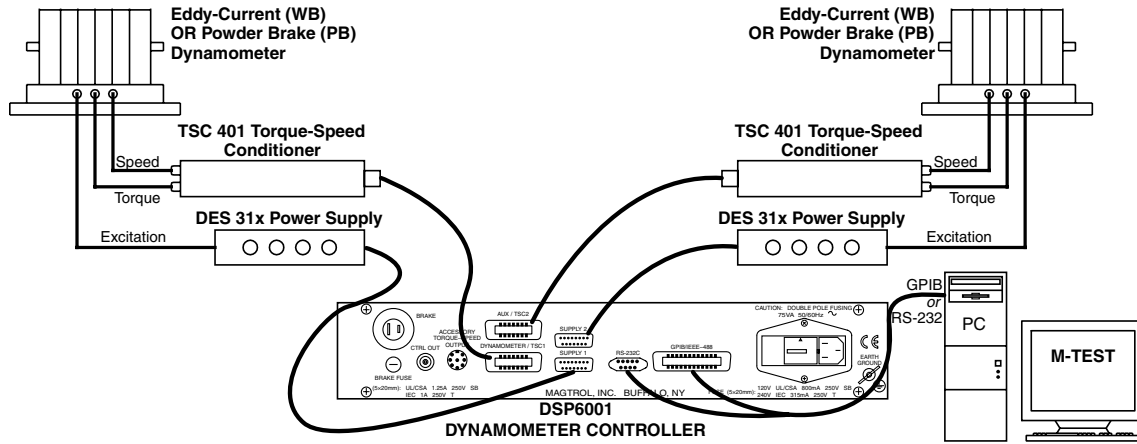 Eddy-Current (WB)
OR Powder Brake (PB)
Dynamometer
Eddy-Current (WB)
OR Powder Brake (PB)
Dynamometer
TSC 401 Torque-Speed
Conditioner
TSC 401 Torque-Speed
Conditioner
Speed
Torque
Speed
Torque
DES 31x Power Supply
DES 31x Power Supply
Excitation
Excitation
GPIB
or
RS-232
PC
M-TEST
BRAKE
CTRL OUT
ACCESSORY
TORQUE–SPEED
OUTPUT
AUX / TSC2
DYNAMOMETER / TSC1
SUPPLY 2
SUPPLY 1
RS-232C
GPIB/IEEE-488
CAUTION: DOUBLE POLE FUSING
75VA 50/60Hz
EARTH
GROUND
BRAKE FUSE
(5x20mm): UL/CSA 1.25A 250V SB
IEC 1A 250V T
MAGTROL, INC. BUFFALO, NY
(5x20mm): 120V UL/CSA 800mA 250V SB
240V IEC 315mA 250V T
CE
DSP6001
DYNAMOMETER CONTROLLER